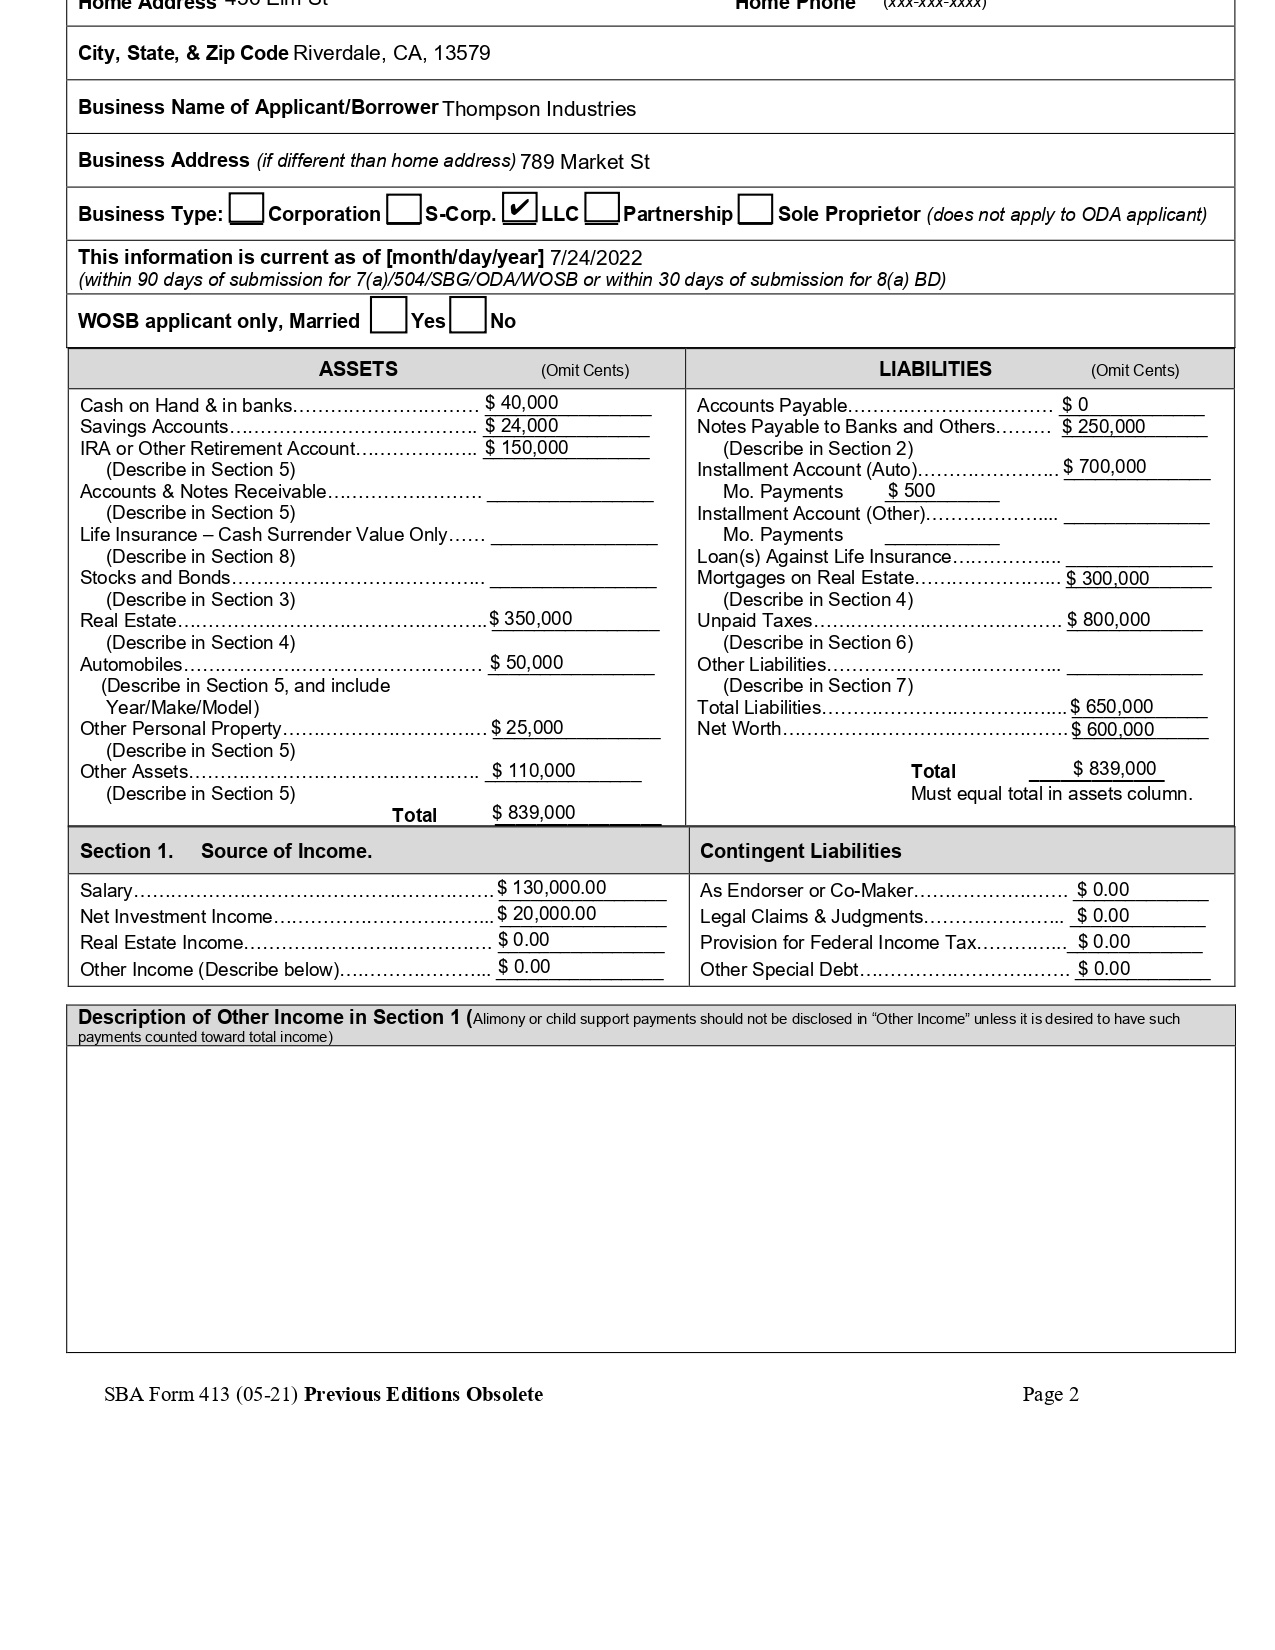 Home Address 456 Elm St Home Phone (xxx-xxx-xxxx)
City, State, & Zip Code Riverdale, CA, 13579
Business Name of Applicant/Borrower Thompson Industries
Business Address (if different than home address) 789 Market St
Business Type: Corporation S-Corp. ✔ LLC Partnership Sole Proprietor (does not apply to ODA applicant)
This information is current as of [month/day/year] 7/24/2022
(within 90 days of submission for 7(a)/504/SBG/ODA/WOSB or within 30 days of submission for 8(a) BD)
WOSB applicant only, Married Yes No
ASSETS (Omit Cents)
Cash on Hand & in banks………………………… $ 40,000
Savings Accounts………………………………… $ 24,000
IRA or Other Retirement Account……………….. $ 150,000
(Describe in Section 5)
Accounts & Notes Receivable……………………
(Describe in Section 5)
Life Insurance – Cash Surrender Value Only……
(Describe in Section 8)
Stocks and Bonds…………………………………..
(Describe in Section 3)
Real Estate…………………………………………. $ 350,000
(Describe in Section 4)
Automobiles………………………………………… $ 50,000
(Describe in Section 5, and include
Year/Make/Model)
Other Personal Property…………………………… $ 25,000
(Describe in Section 5)
Other Assets………………………………………. $ 110,000
(Describe in Section 5)
Total $ 839,000
LIABILITIES (Omit Cents)
Accounts Payable………………………………… $ 0
Notes Payable to Banks and Others……… $ 250,000
(Describe in Section 2)
Installment Account (Auto)………………….. $ 700,000
Mo. Payments $ 500
Installment Account (Other)………………....
Mo. Payments
Loan(s) Against Life Insurance……………...
Mortgages on Real Estate………………….. $ 300,000
(Describe in Section 4)
Unpaid Taxes………………………………… $ 800,000
(Describe in Section 6)
Other Liabilities………………………………..
(Describe in Section 7)
Total Liabilities……………………………….... $ 650,000
Net Worth……………………………………… $ 600,000
Total $ 839,000
Must equal total in assets column.
Section 1. Source of Income.
Salary………………………………………………… $ 130,000.00
Net Investment Income……………………………... $ 20,000.00
Real Estate Income…………………………………. $ 0.00
Other Income (Describe below)…………………... $ 0.00
Contingent Liabilities
As Endorser or Co-Maker……………………. $ 0.00
Legal Claims & Judgments…………………... $ 0.00
Provision for Federal Income Tax………….... $ 0.00
Other Special Debt…………………………… $ 0.00
Description of Other Income in Section 1 (Alimony or child support payments should not be disclosed in “Other Income” unless it is desired to have such
payments counted toward total income)
SBA Form 413 (05-21) Previous Editions Obsolete Page 2